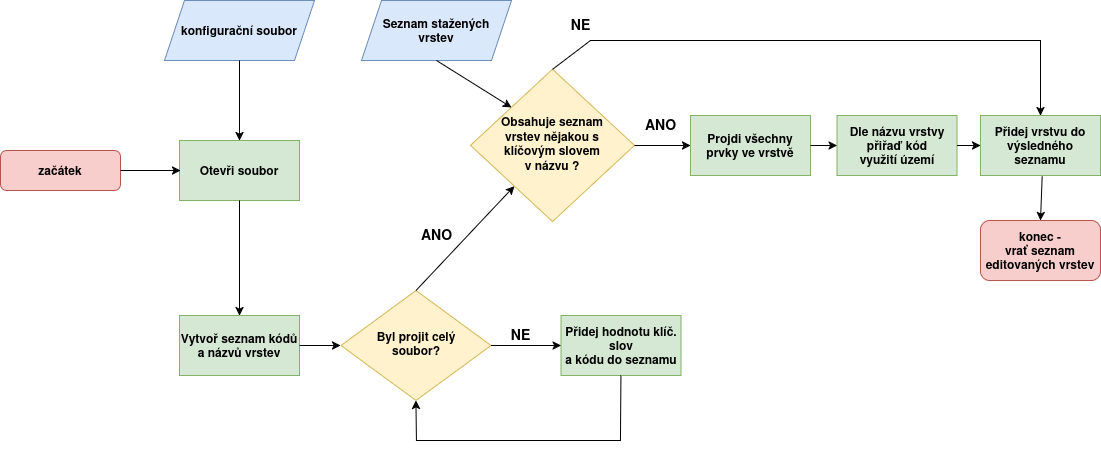 konfigurační soubor
Seznam stažených
vrstev
NE
Obsahuje seznam
vrstev nějakou s
klíčovým slovem
v názvu ?
ANO
Projdi všechny
prvky ve vrstvě
Dle názvu vrstvy
přiřaď kód
využití území
Přidej vrstvu do
výsledného
seznamu
začátek
Otevři soubor
ANO
konec -
vrať seznam
editovaných vrstev
Vytvoř seznam kódů
a názvů vrstev
Byl projit celý
soubor?
NE
Přidej hodnotu klíč.
slov
a kódu do seznamu